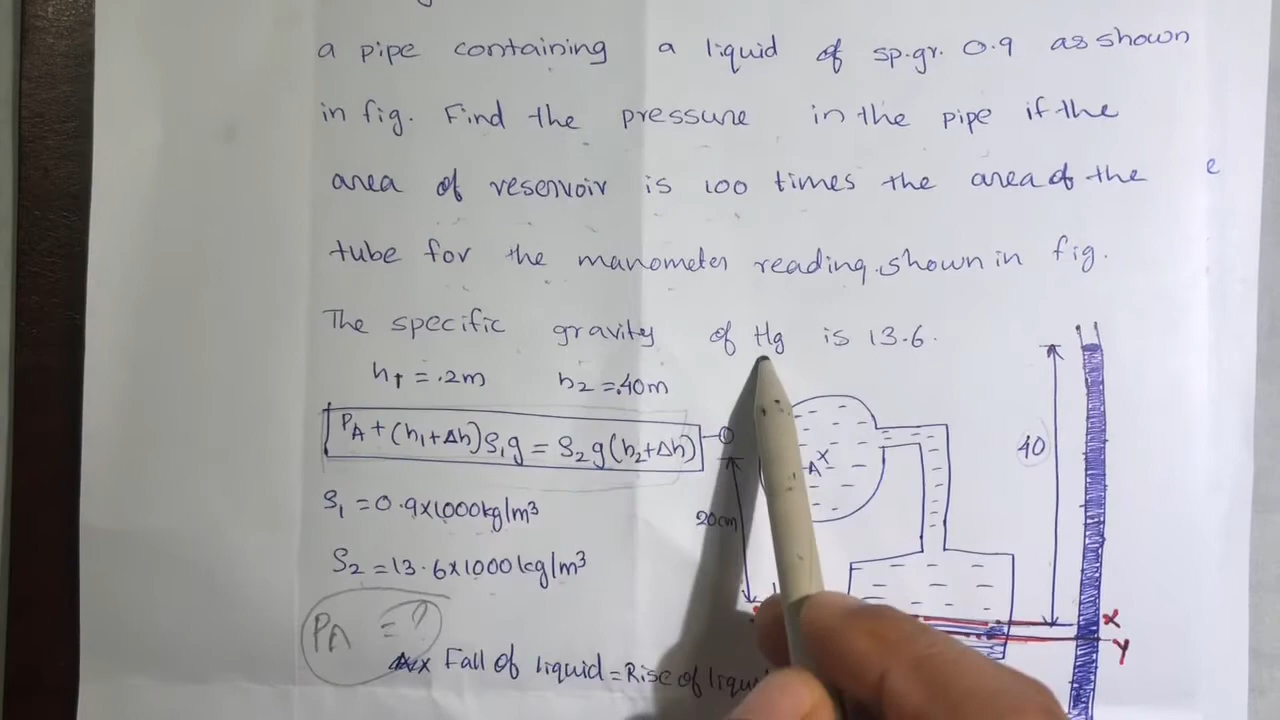 a pipe containing a liquid of sp.gr. 0.9 as shown
in fig. Find the pressure in the pipe if the
area of reservoir is 100 times the area of the e
tube for the manometer reading.shown in fig.
The specific gravity of Hg is 13.6.
h1 = .2m h2 = .40m
PA + (h1+Δh)S1g = S2g(h2+Δh) 1
40
A x
20cm
S1 = 0.9x1000kg/m³
S2 = 13.6x1000kg/m³
X
Y
PA = ?
Fall of liquid = Rise of